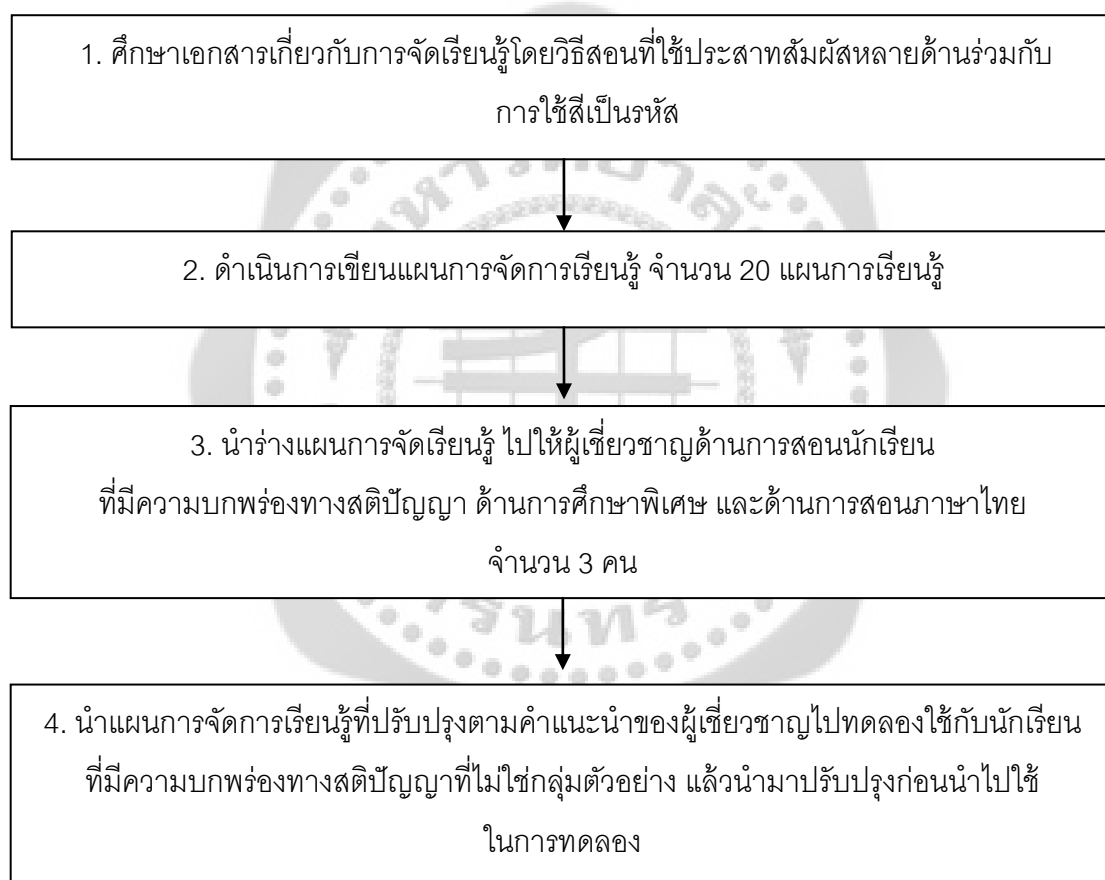 1. ศึกษาเอกสารเกี่ยวกับการจัดเรียนรู้โดยวิธีสอนที่ใช้ประสาทสัมผัสหลายด้านร่วมกับ
การใช้สีเป็นรหัส
2. ดำเนินการเขียนแผนการจัดการเรียนรู้ จำนวน 20 แผนการเรียนรู้
3. นำร่างแผนการจัดเรียนรู้ ไปให้ผู้เชี่ยวชาญด้านการสอนนักเรียน
ที่มีความบกพร่องทางสติปัญญา ด้านการศึกษาพิเศษ และด้านการสอนภาษาไทย
จำนวน 3 คน
4. นำแผนการจัดการเรียนรู้ที่ปรับปรุงตามคำแนะนำของผู้เชี่ยวชาญไปทดลองใช้กับนักเรียน
ที่มีความบกพร่องทางสติปัญญาที่ไม่ใช่กลุ่มตัวอย่าง แล้วนำมาปรับปรุงก่อนนำไปใช้
ในการทดลอง